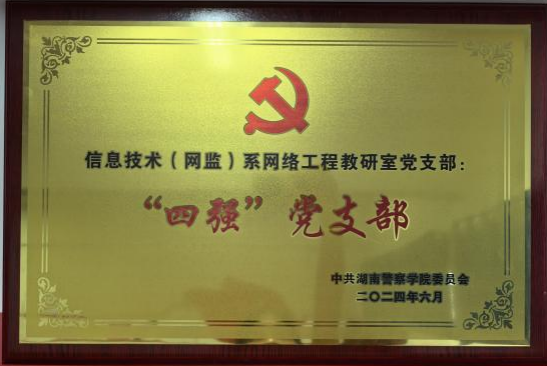 信息技术（网监）系网络工程教研室党支部：
“四强”党支部
中共湖南警察学院委员会
二〇二四年六月